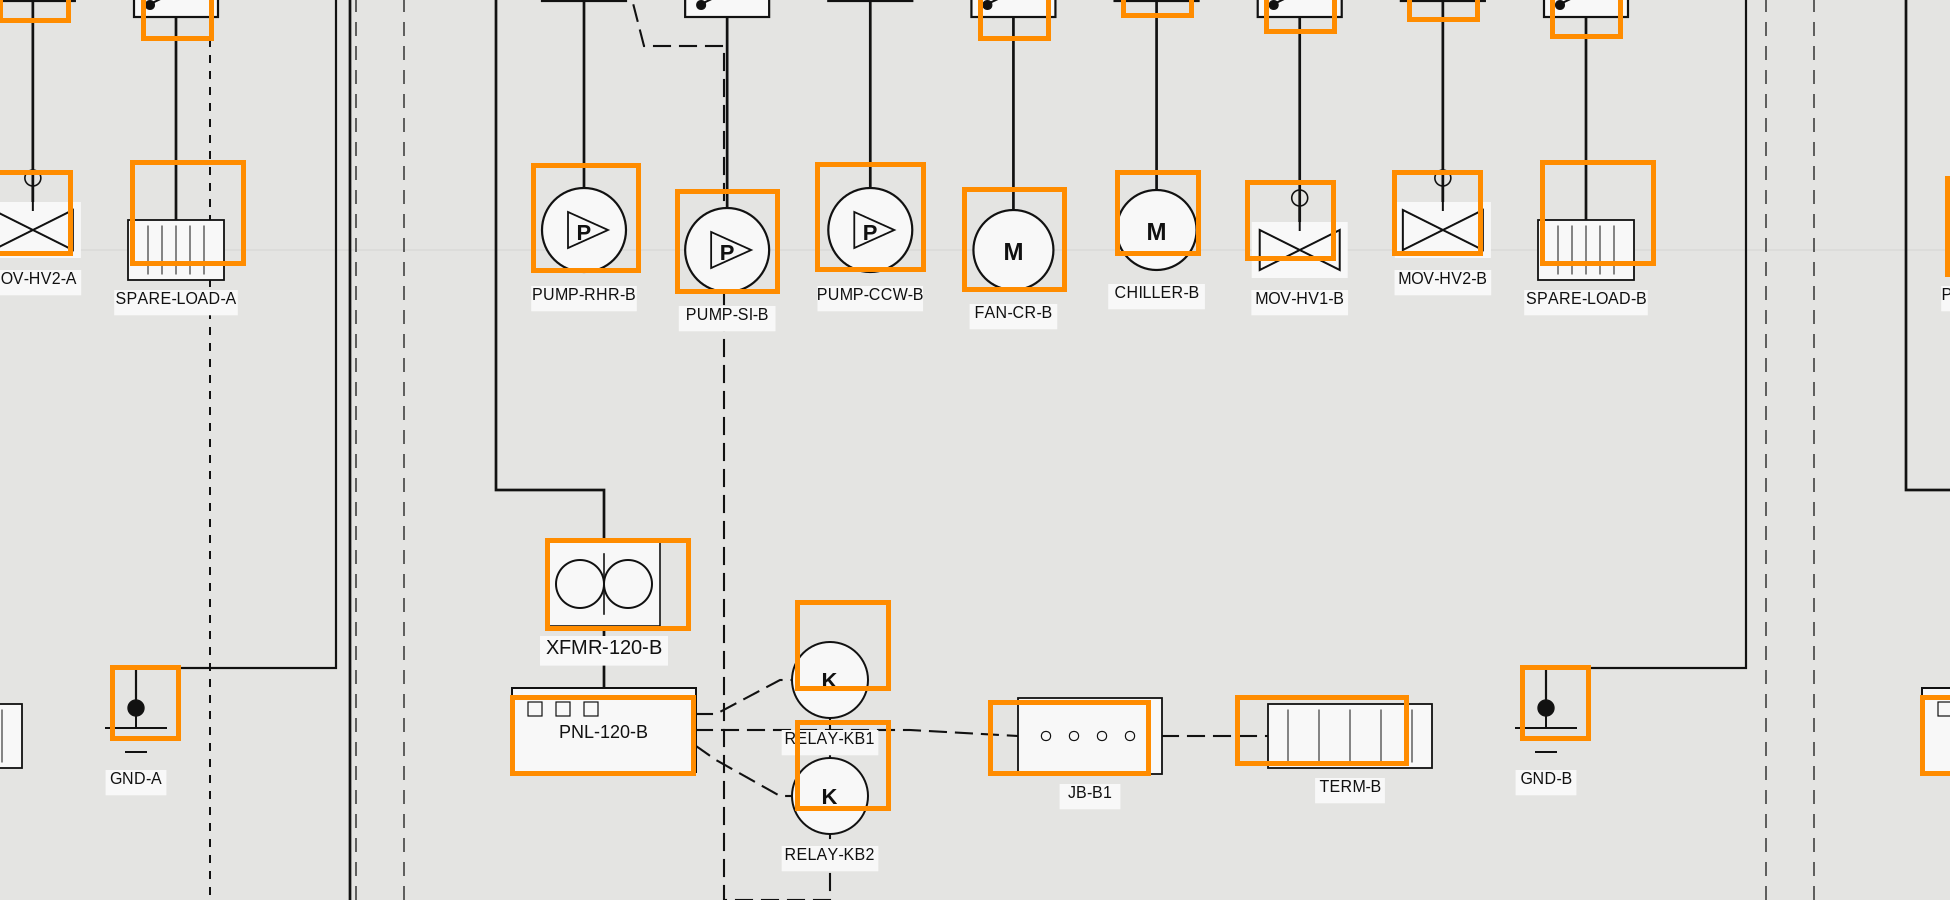 P
P
P
M
M
OV-HV2-A
SPARE-LOAD-A
PUMP-RHR-B
PUMP-SI-B
PUMP-CCW-B
FAN-CR-B
CHILLER-B
MOV-HV1-B
MOV-HV2-B
SPARE-LOAD-B
P
XFMR-120-B
K
PNL-120-B
RELAY-KB1
K
RELAY-KB2
JB-B1
TERM-B
GND-A
GND-B